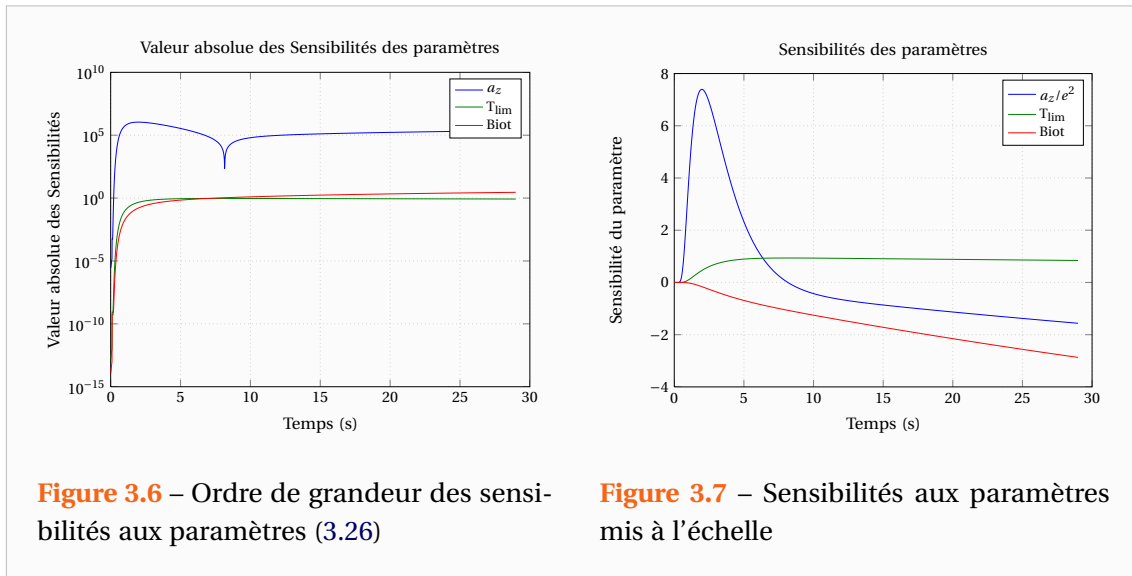 Valeur absolue des Sensibilités des paramètres
Valeur absolue des Sensibilités
10^10
10^5
10^0
10^−5
10^−10
10^−15
0 5 10 15 20 25 30
Temps (s)
a_z
T_lim
Biot
Figure 3.6 – Ordre de grandeur des sensi-
bilités aux paramètres (3.26)
Sensibilités des paramètres
Sensibilité du paramètre
8
6
4
2
0
−2
−4
0 5 10 15 20 25 30
Temps (s)
a_z/e^2
T_lim
Biot
Figure 3.7 – Sensibilités aux paramètres
mis à l'échelle